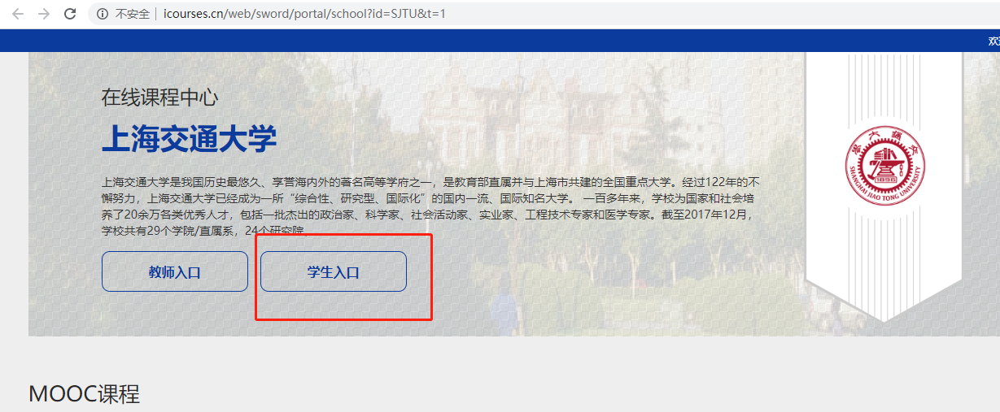 不安全 | icourses.cn/web/sword/portal/school?id=SJTU&t=1
欢
在线课程中心
上海交通大学
上海交通大学是我国历史最悠久、享誉海内外的著名高等学府之一，是教育部直属并与上海市共建的全国重点大学。经过122年的不
懈努力，上海交通大学已经成为一所“综合性、研究型、国际化”的国内一流、国际知名大学。 一百多年来，学校为国家和社会培
养了20余万各类优秀人才，包括一批杰出的政治家、科学家、社会活动家、实业家、工程技术专家和医学专家。截至2017年12月，
学校共有29个学院/直属系，24个研究院。
教师入口
学生入口
SHANGHAI JIAO TONG UNIVERSITY
1896
MOOC课程